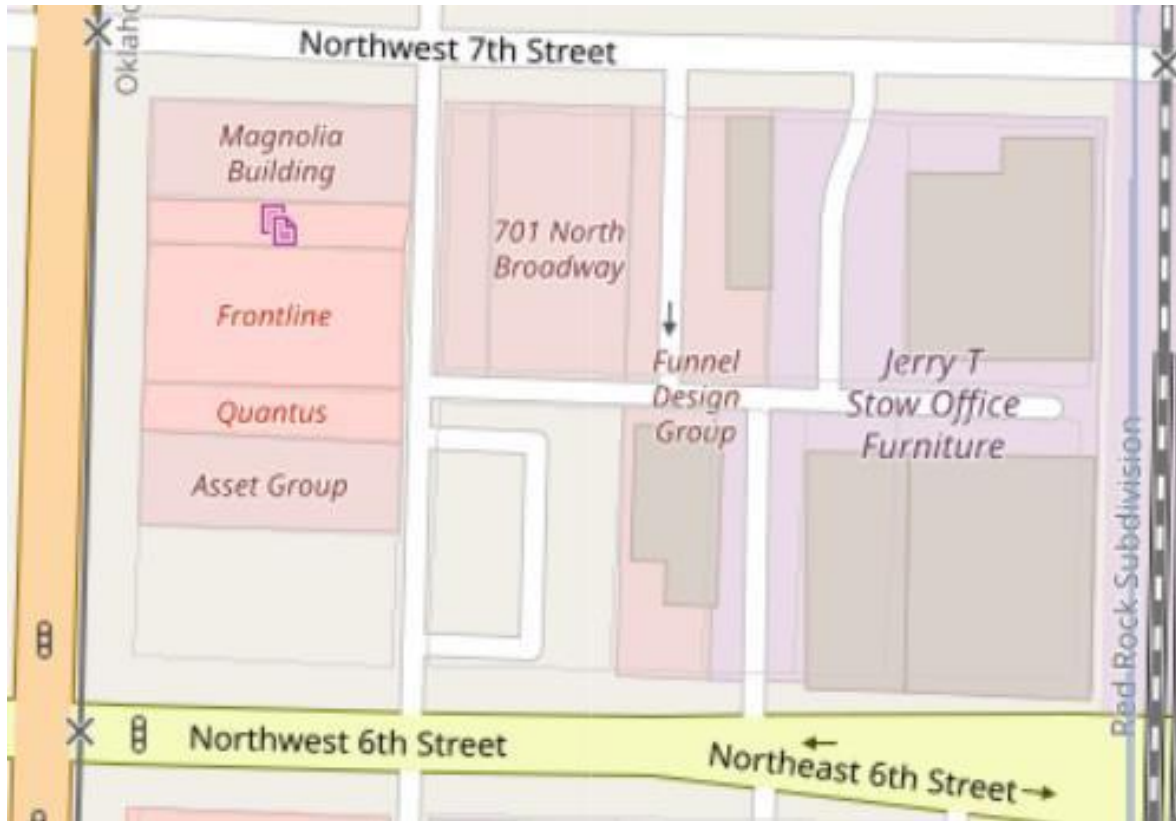 Oklaho
Northwest 7th Street
Magnolia
Building
701 North
Broadway
Frontline
Funnel
Design
Group
Jerry T
Stow Office
Furniture
Quantus
Asset Group
Red Rock Subdivision
Northwest 6th Street
Northeast 6th Street